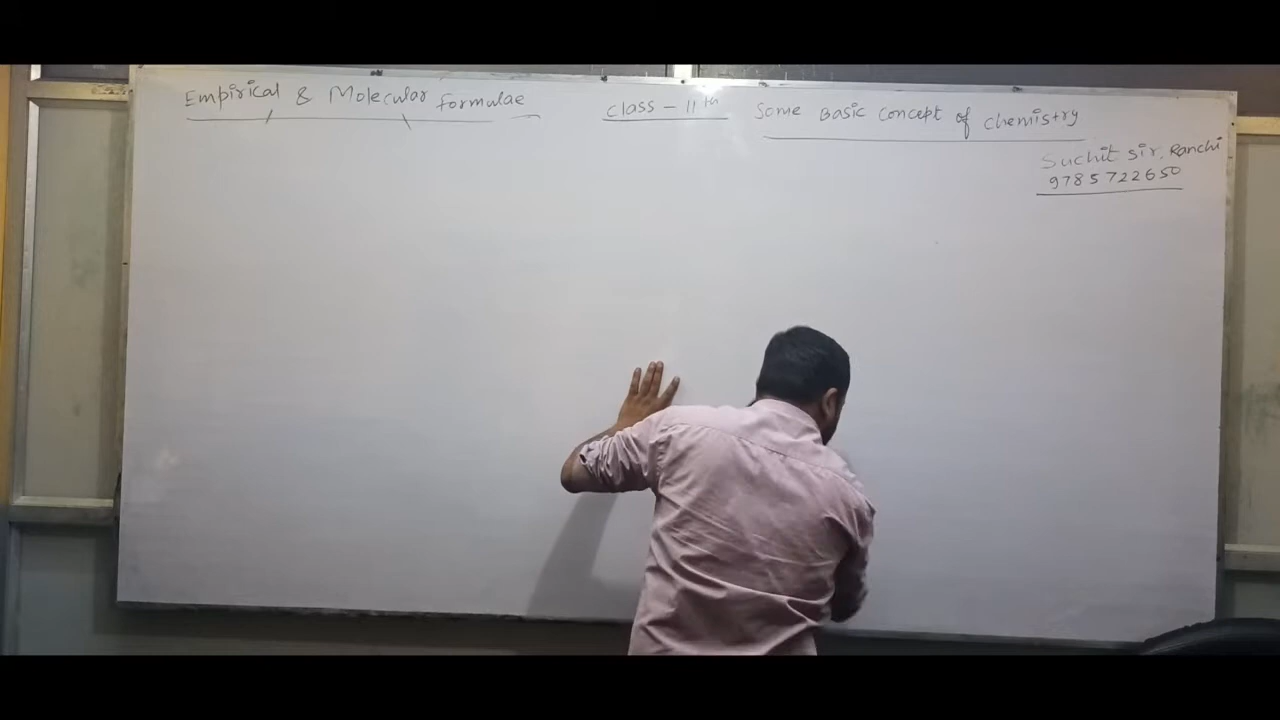 Empirical & Molecular formulae
class - 11th
Some Basic Concept of Chemistry
Suchit Sir, Ranchi
9785722650